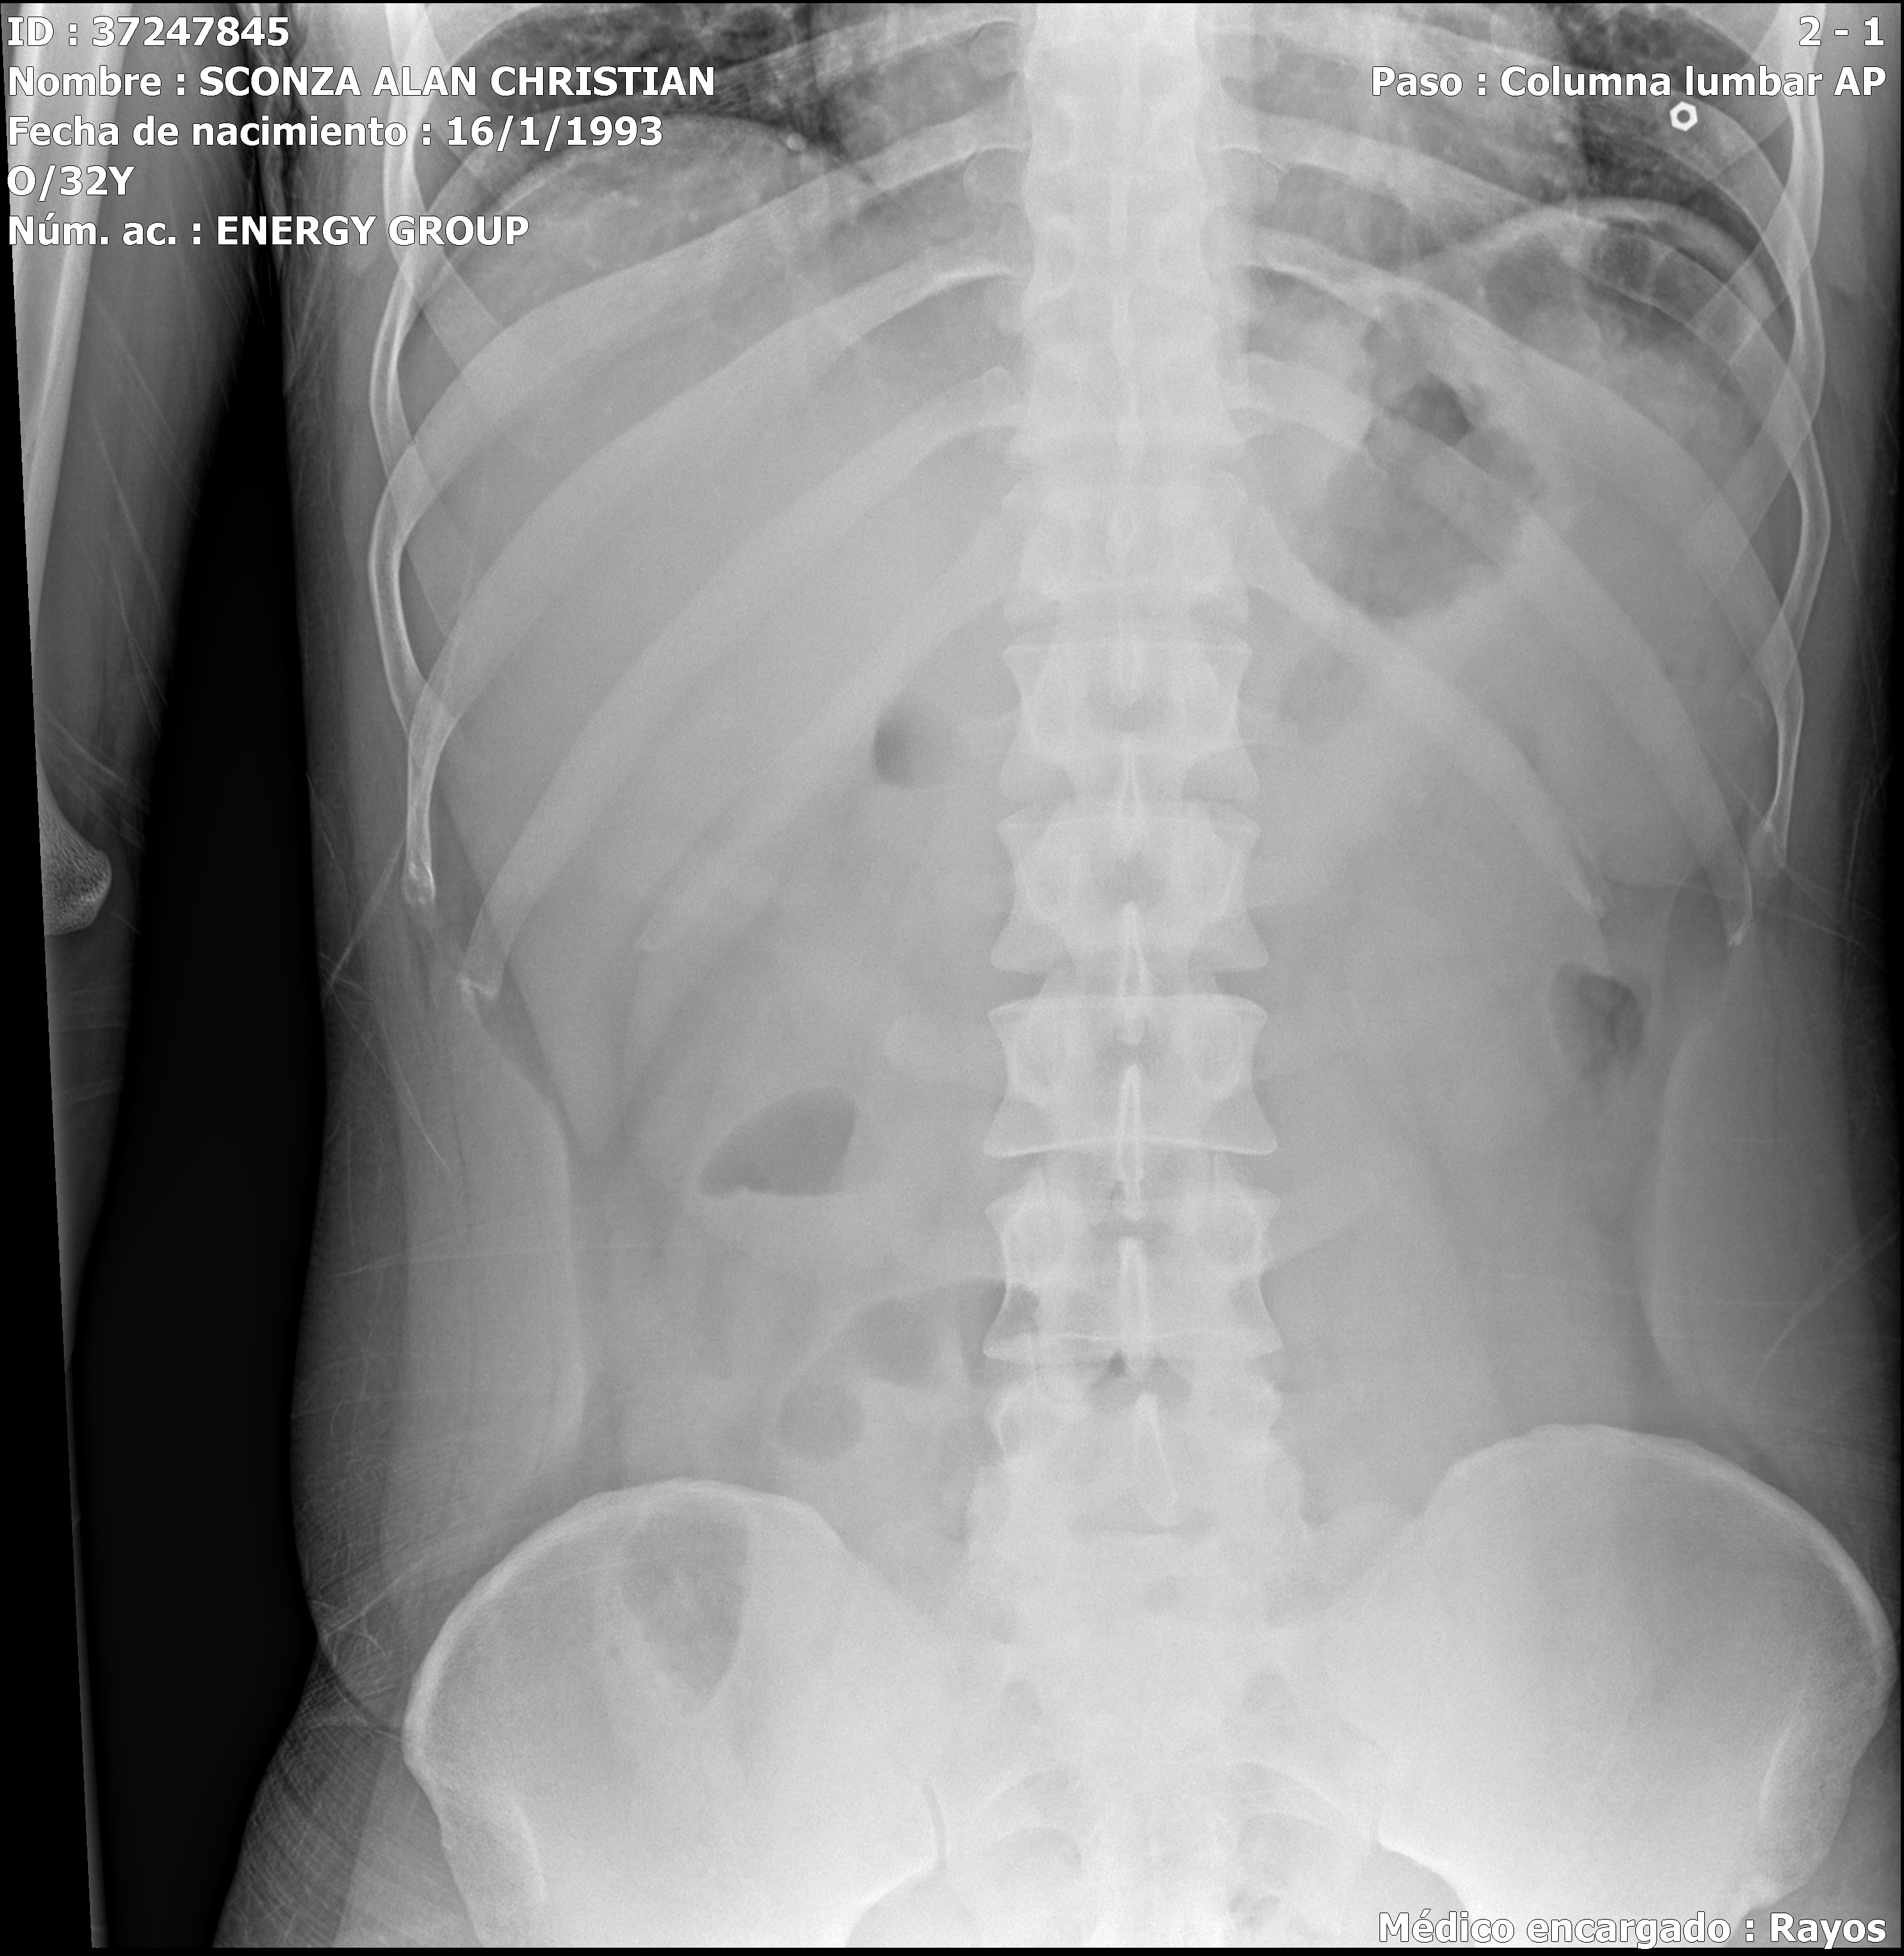 ID : 37247845
Nombre : SCONZA ALAN CHRISTIAN
Fecha de nacimiento : 16/1/1993
O/32Y
Núm. ac. : ENERGY GROUP
2 - 1
Paso : Columna lumbar AP
Médico encargado : Rayos